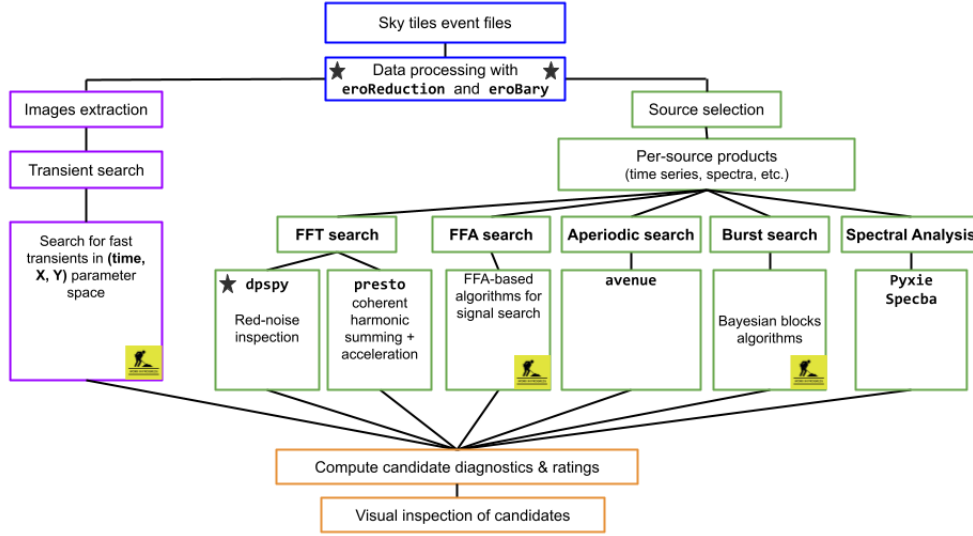 Sky tiles event files
Data processing with
eroReduction and eroBary
Images extraction
Source selection
Transient search
Per-source products
(time series, spectra, etc.)
Search for fast
transients in (time,
X, Y) parameter
space
FFT search
FFA search
Aperiodic search
Burst search
Spectral Analysis
dpspy
Red-noise
inspection
presto
coherent
harmonic
summing +
acceleration
FFA-based
algorithms for
signal search
avenue
Bayesian blocks
algorithms
Pyxie
Specba
Compute candidate diagnostics & ratings
Visual inspection of candidates